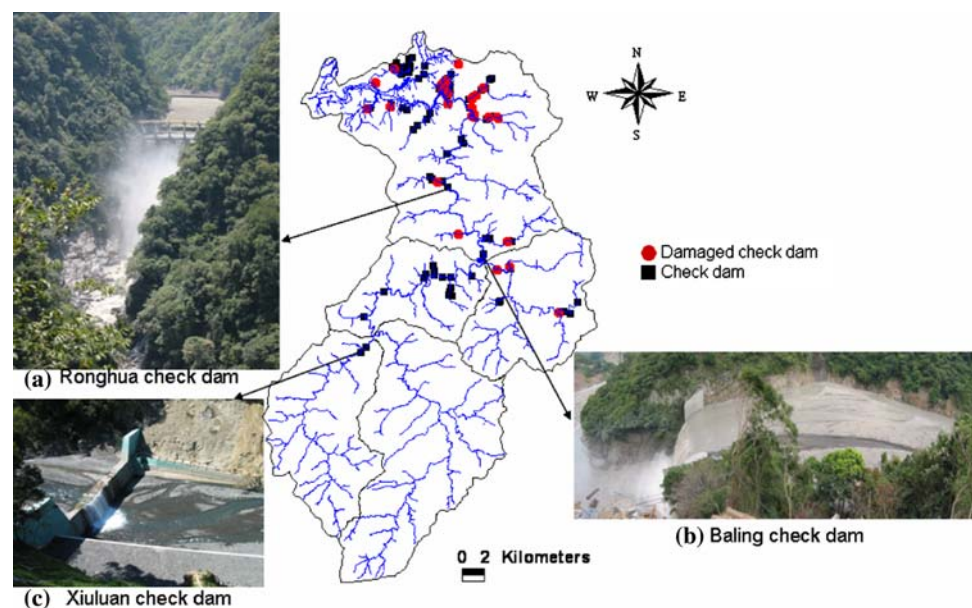 N
W E
S
Damaged check dam
Check dam
(a) Ronghua check dam
(b) Baling check dam
0 2 Kilometers
(c) Xiuluan check dam